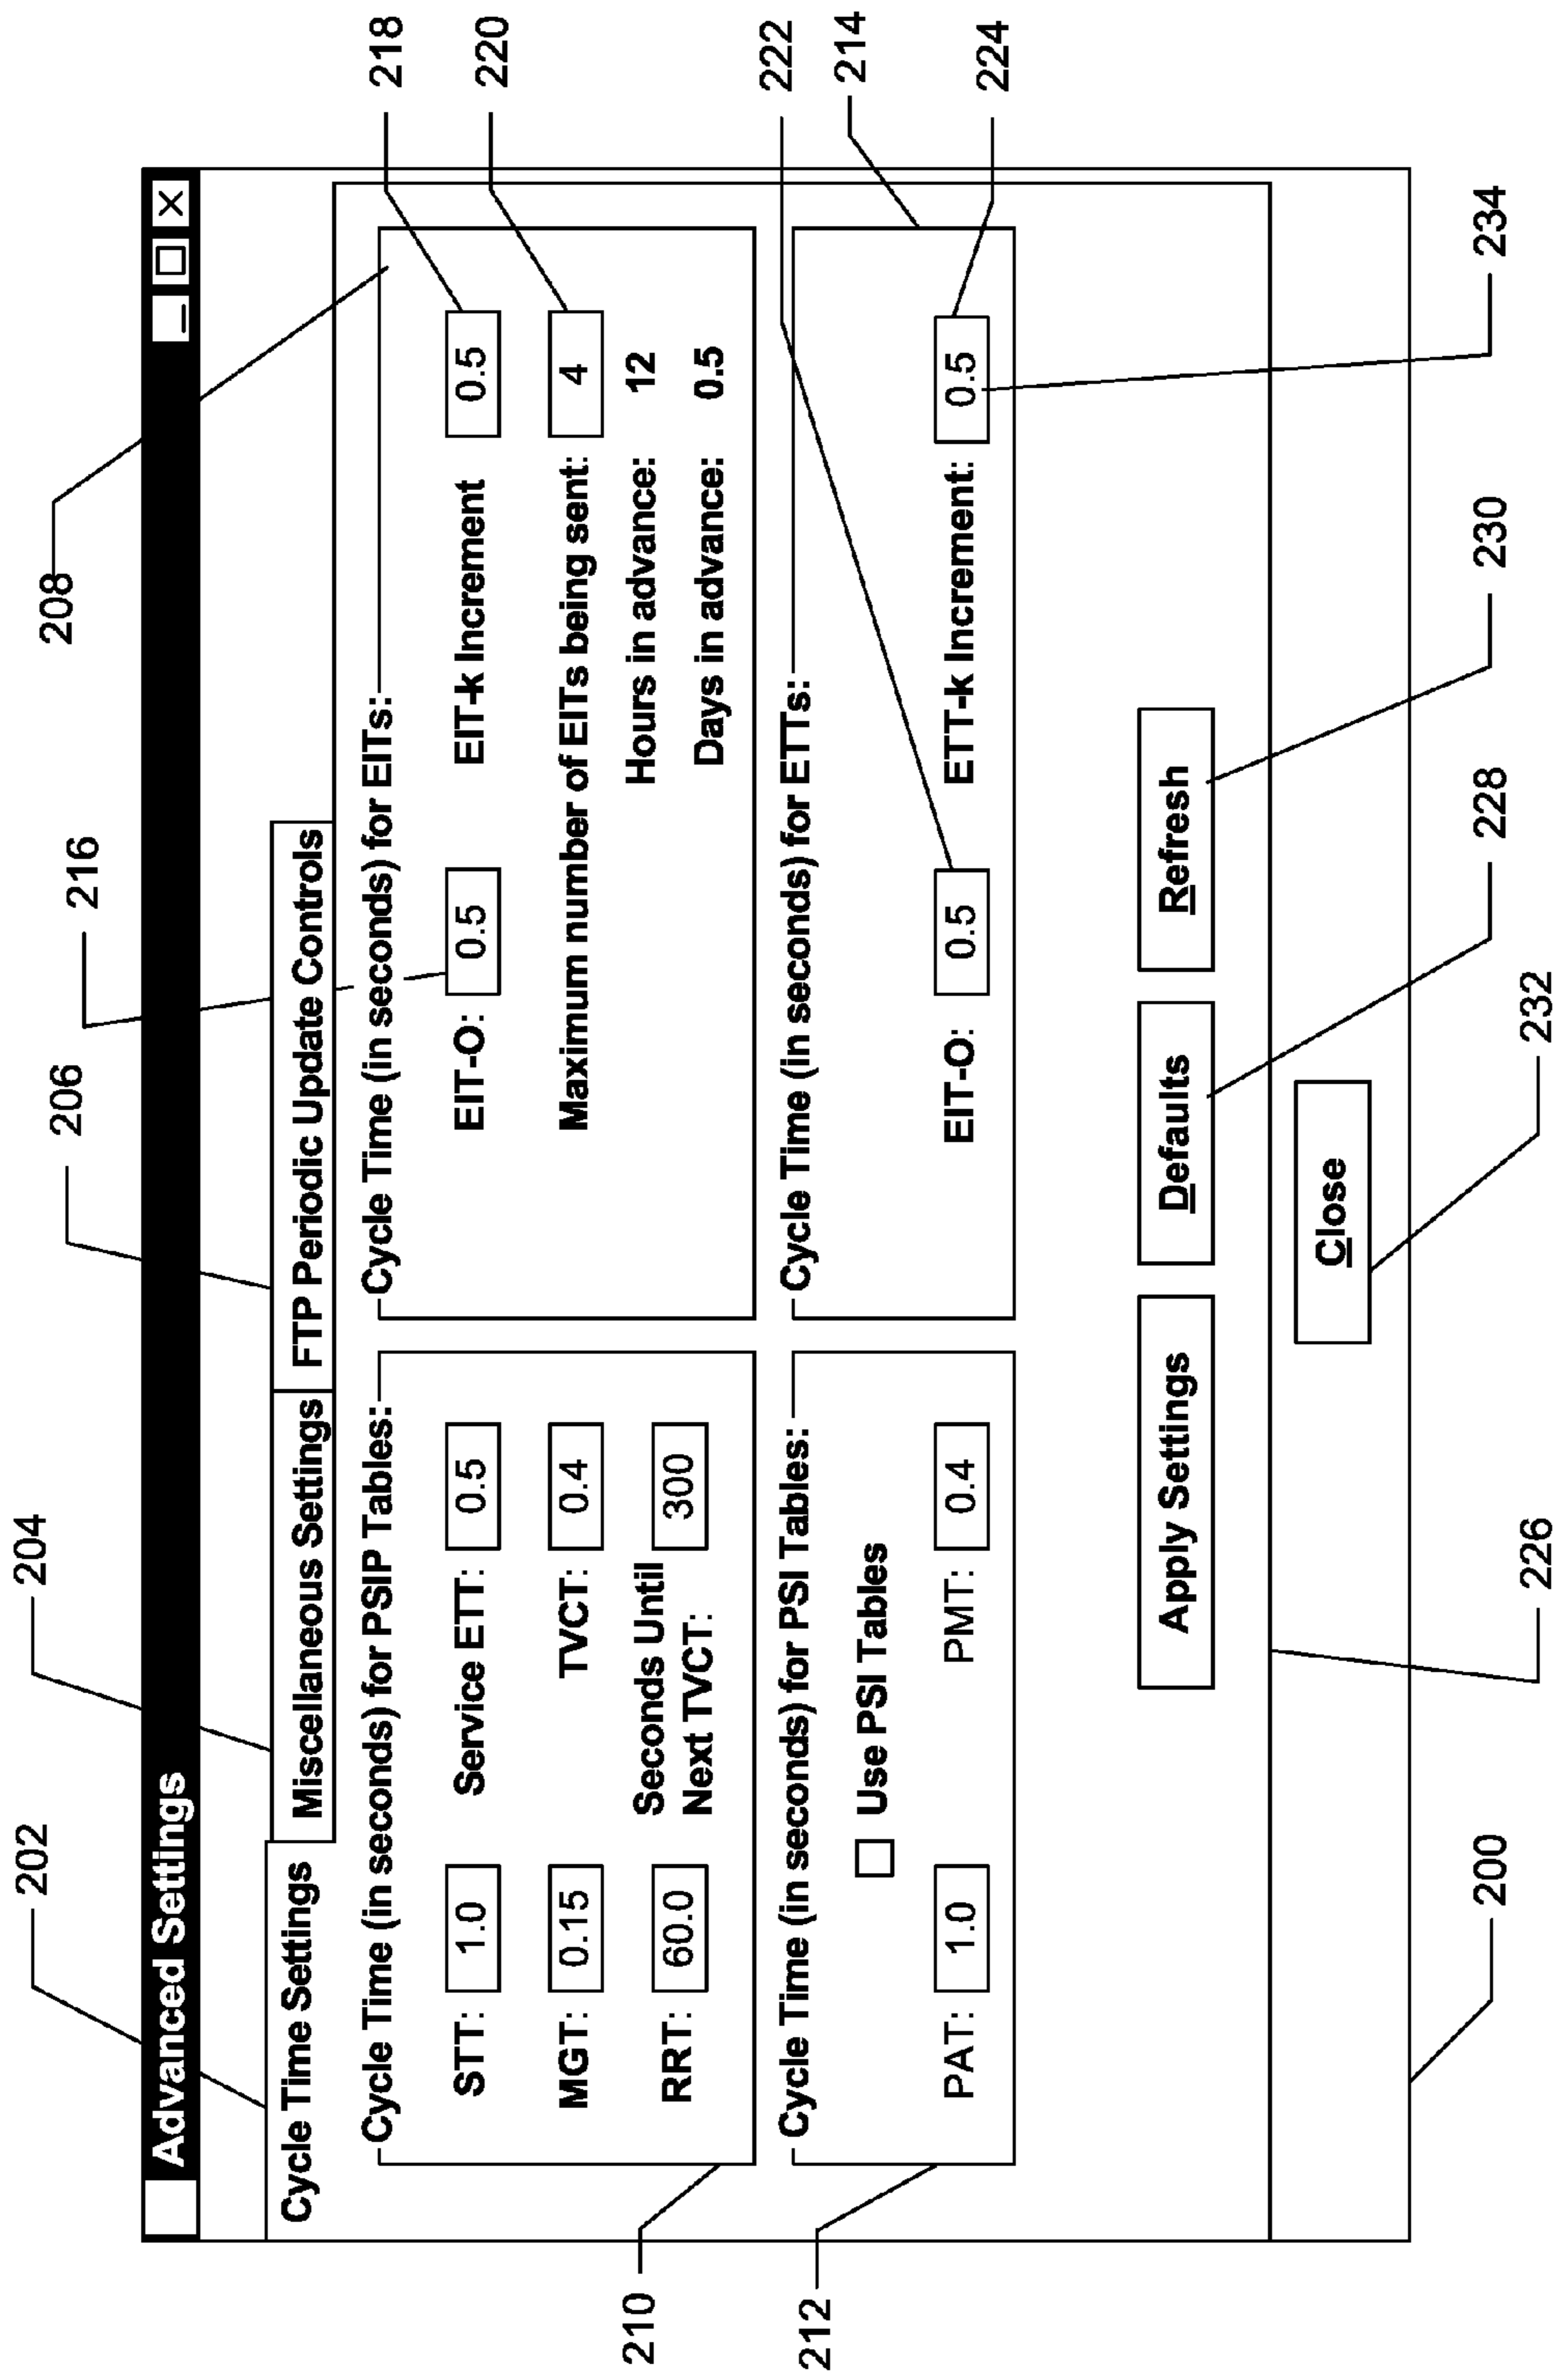 202
204
206
216
208
218
220
222
214
224
Advanced Settings
Cycle Time Settings
Miscellaneous Settings
FTP Periodic Update Controls
Cycle Time (in seconds) for PSIP Tables:
STT: 1.0 Service ETT: 0.5
MGT: 0.15 TVCT: 0.4
RRT: 60.0 Seconds Until
Next TVCT: 300
Cycle Time (in seconds) for EITs:
EIT-O: 0.5 EIT-k Increment 0.5
Maximum number of EITs being sent: 4
Hours in advance: 12
Days in advance: 0.5
Cycle Time (in seconds) for PSI Tables:
Use PSI Tables
PAT: 1.0 PMT: 0.4
Cycle Time (in seconds) for ETTs:
EIT-O: 0.5 ETT-k Increment: 0.5
Apply Settings
Defaults
Refresh
Close
210
212
200
226
232
228
230
234